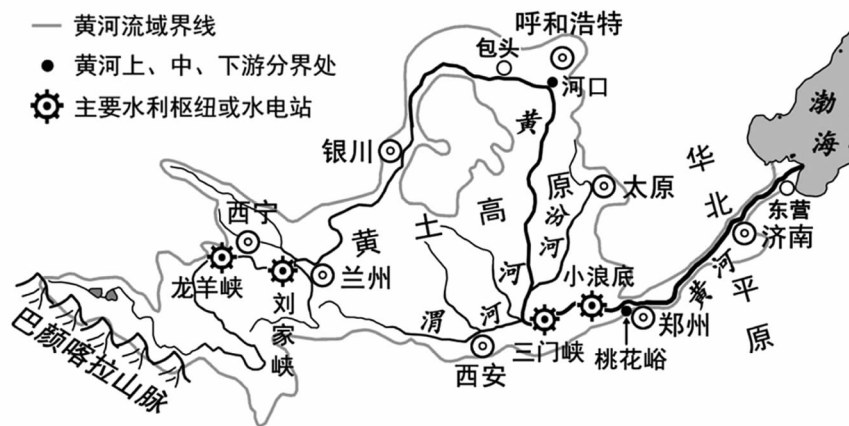 黄河流域界线
黄河上、中、下游分界处
主要水利枢纽或水电站
呼和浩特
包头
河口
银川
黄
土
高
原
太原
汾
河
华
北
平
原
渤
海
东营
济南
黄河
西宁
龙羊峡
刘家峡
兰州
黄
河
小浪底
渭
河
西安
三门峡
桃花峪
郑州
巴颜喀拉山脉